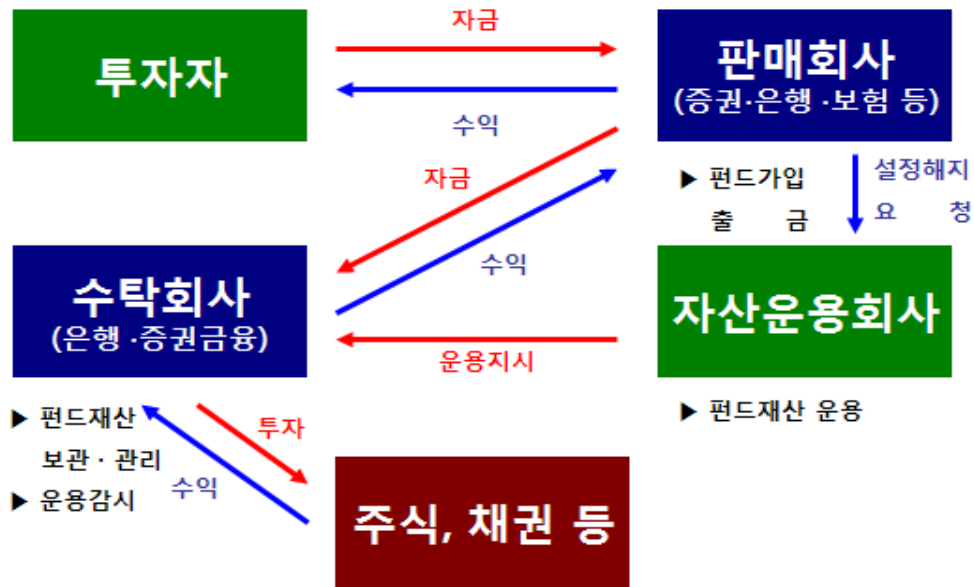 자금
투자자
판매회사
(증권·은행 ·보험 등)
수익
자금
▶ 펀드가입
출 금
설정해지
요 청
수익
수탁회사
(은행 ·증권금융)
자산운용회사
운용지시
▶ 펀드재산
보관 · 관리
▶ 운용감시
투자
수익
▶ 펀드재산 운용
주식, 채권 등